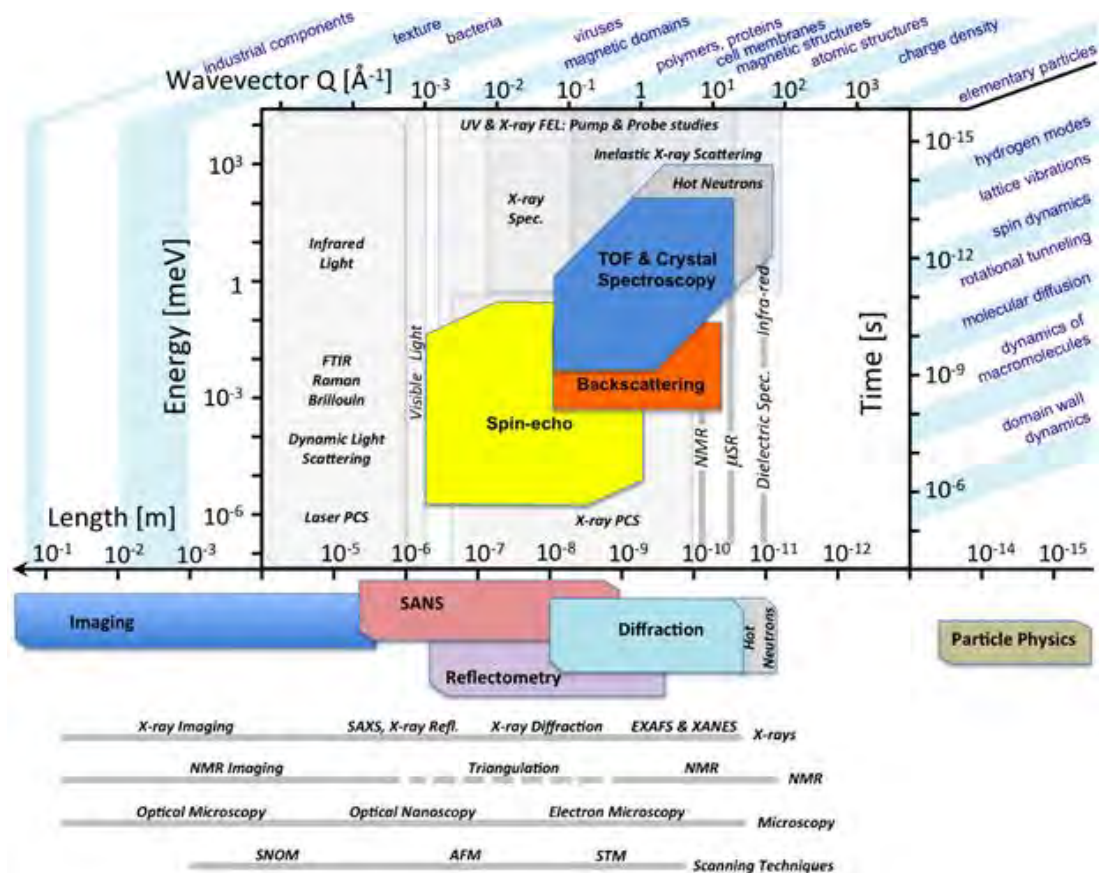 industrial components
texture
bacteria
viruses
magnetic domains
polymers, proteins
cell membranes
magnetic structures
atomic structures
charge density
elementary particles
Wavevector Q [Å-1]
10-3 10-2 10-1 1 101 102 103
UV & X-ray FEL: Pump & Probe studies
Inelastic X-ray Scattering
Hot Neutrons
X-ray
Spec.
Infrared
Light
TOF & Crystal
Spectroscopy
Energy [meV]
103
1
10-3
10-6
Time [s]
10-15
10-12
10-9
10-6
hydrogen modes
lattice vibrations
spin dynamics
rotational tunneling
molecular diffusion
dynamics of
macromolecules
domain wall
dynamics
Visible Light
FTIR
Raman
Brillouin
Backscattering
Spin-echo
Dynamic Light
Scattering
Laser PCS
X-ray PCS
NMR
μSR
Dielectric Spec.
Infra-red
Length [m]
10-1 10-2 10-3 10-5 10-6 10-7 10-8 10-9 10-10 10-11 10-12 10-14 10-15
Imaging
SANS
Diffraction
Hot
Neutrons
Reflectometry
Particle Physics
X-ray Imaging SAXS, X-ray Refl. X-ray Diffraction EXAFS & XANES X-rays
NMR Imaging Triangulation NMR NMR
Optical Microscopy Optical Nanoscopy Electron Microscopy Microscopy
SNOM AFM STM Scanning Techniques